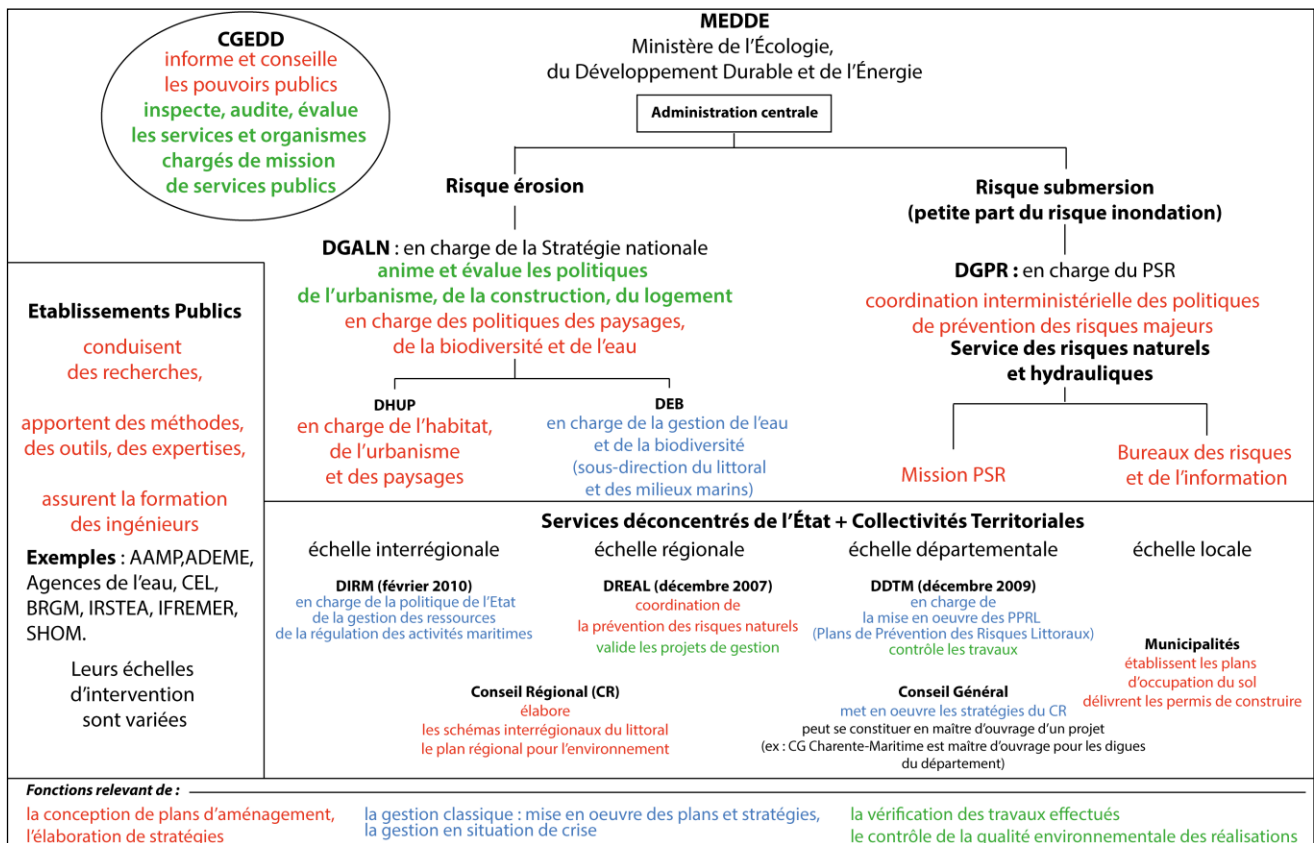 CGEDD
informe et conseille
les pouvoirs publics
inspecte, audite, évalue
les services et organismes
chargés de mission
de services publics
MEDDE
Ministère de l'Écologie,
du Développement Durable et de l'Énergie
Administration centrale
Risque érosion
DGALN : en charge de la Stratégie nationale
anime et évalue les politiques
de l'urbanisme, de la construction, du logement
en charge des politiques des paysages,
de la biodiversité et de l'eau
DHUP
en charge de l'habitat,
de l'urbanisme
et des paysages
DEB
en charge de la gestion de l'eau
et de la biodiversité
(sous-direction du littoral
et des milieux marins)
Risque submersion
(petite part du risque inondation)
DGPR : en charge du PSR
coordination interministérielle des politiques
de prévention des risques majeurs
Service des risques naturels
et hydrauliques
Mission PSR
Bureaux des risques
et de l'information
Etablissements Publics
conduisent
des recherches,
apportent des méthodes,
des outils, des expertises,
assurent la formation
des ingénieurs
Exemples : AAMP,ADEME,
Agences de l'eau, CEL,
BRGM, IRSTEA, IFREMER,
SHOM.
Leurs échelles
d'intervention
sont variées
Services déconcentrés de l'État + Collectivités Territoriales
échelle interrégionale
échelle régionale
échelle départementale
échelle locale
DIRM (février 2010)
en charge de la politique de l'Etat
de la gestion des ressources
de la régulation des activités maritimes
DREAL (décembre 2007)
coordination de
la prévention des risques naturels
valide les projets de gestion
DDTM (décembre 2009)
en charge de
la mise en oeuvre des PPRL
(Plans de Prévention des Risques Littoraux)
contrôle les travaux
Municipalités
établissent les plans
d'occupation du sol
délivrent les permis de construire
Conseil Régional (CR)
élabore
les schémas interrégionaux du littoral
le plan régional pour l'environnement
Conseil Général
met en oeuvre les stratégies du CR
peut se constituer en maître d'ouvrage d'un projet
(ex : CG Charente-Maritime est maître d'ouvrage pour les digues
du département)
Fonctions relevant de :
la conception de plans d'aménagement,
l'élaboration de stratégies
la gestion classique : mise en oeuvre des plans et stratégies,
la gestion en situation de crise
la vérification des travaux effectués
le contrôle de la qualité environnementale des réalisations